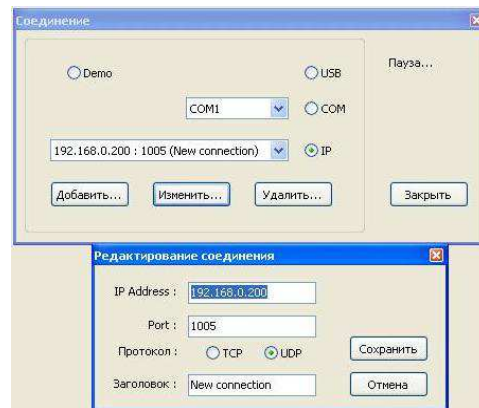 Соединение
Demo
USB
Пауза...
COM1
COM
192.168.0.200 : 1005 (New connection)
IP
Добавить...
Изменить...
Удалить...
Закрыть
Редактирование соединения
IP Address :
192.168.0.200
Port :
1005
Протокол :
TCP
UDP
Сохранить
Заголовок :
New connection
Отмена